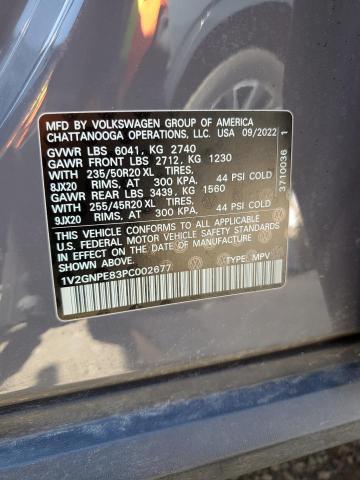 MFD BY VOLKSWAGEN GROUP OF AMERICA
CHATTANOOGA OPERATIONS, LLC. USA 09/2022
GVWR LBS 6041, KG 2740
GAWR FRONT LBS 2712, KG 1230
235/50R20 XL TIRES,
8JX20 RIMS, AT 300 KPA, 44 PSI COLD
GAWR REAR LBS 3439, KG 1560
255/45R20 XL TIRES,
9JX20 RIMS, AT 300 KPA, 44 PSI COLD
THIS VEHICLE CONFORMS TO ALL APPLICABLE
U.S. FEDERAL MOTOR VEHICLE SAFETY STANDARDS
IN EFFECT ON THE DATE OF MANUFACTURE
SHOWN ABOVE
1V2GNPE83PC002677 TYPE: MPV
3710036 1